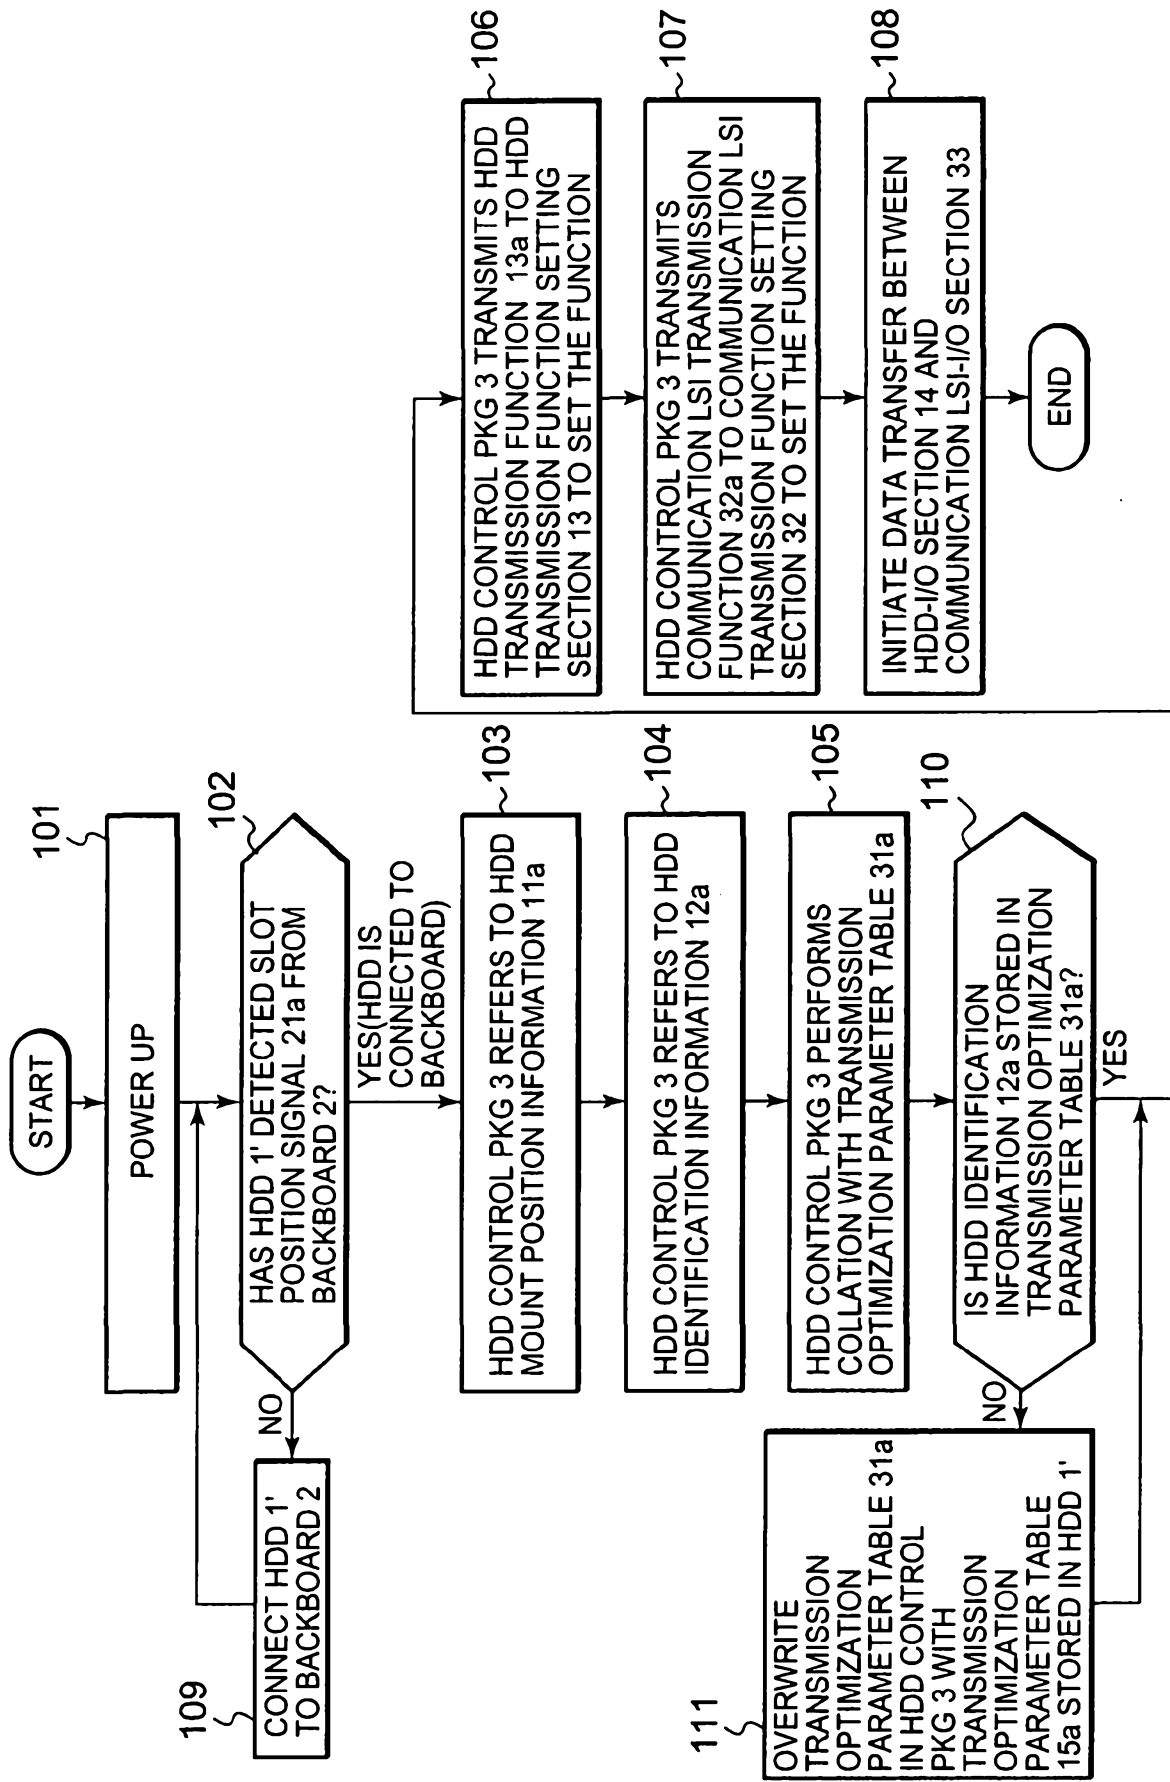 START
101
POWER UP
102
HAS HDD 1' DETECTED SLOT
POSITION SIGNAL 21a FROM
BACKBOARD 2?
NO
109
CONNECT HDD 1'
TO BACKBOARD 2
YES(HDD IS
CONNECTED TO
BACKBOARD)
103
HDD CONTROL PKG 3 REFERS TO HDD
MOUNT POSITION INFORMATION 11a
104
HDD CONTROL PKG 3 REFERS TO HDD
IDENTIFICATION INFORMATION 12a
105
HDD CONTROL PKG 3 PERFORMS
COLLATION WITH TRANSMISSION
OPTIMIZATION PARAMETER TABLE 31a
110
IS HDD IDENTIFICATION
INFORMATION 12a STORED IN
TRANSMISSION OPTIMIZATION
PARAMETER TABLE 31a?
NO
YES
111
OVERWRITE
TRANSMISSION
OPTIMIZATION
PARAMETER TABLE 31a
IN HDD CONTROL
PKG 3 WITH
TRANSMISSION
OPTIMIZATION
PARAMETER TABLE
15a STORED IN HDD 1'
106
HDD CONTROL PKG 3 TRANSMITS HDD
TRANSMISSION FUNCTION 13a TO HDD
TRANSMISSION FUNCTION SETTING
SECTION 13 TO SET THE FUNCTION
107
HDD CONTROL PKG 3 TRANSMITS
COMMUNICATION LSI TRANSMISSION
FUNCTION 32a TO COMMUNICATION LSI
TRANSMISSION FUNCTION SETTING
SECTION 32 TO SET THE FUNCTION
108
INITIATE DATA TRANSFER BETWEEN
HDD-I/O SECTION 14 AND
COMMUNICATION LSI-I/O SECTION 33
END